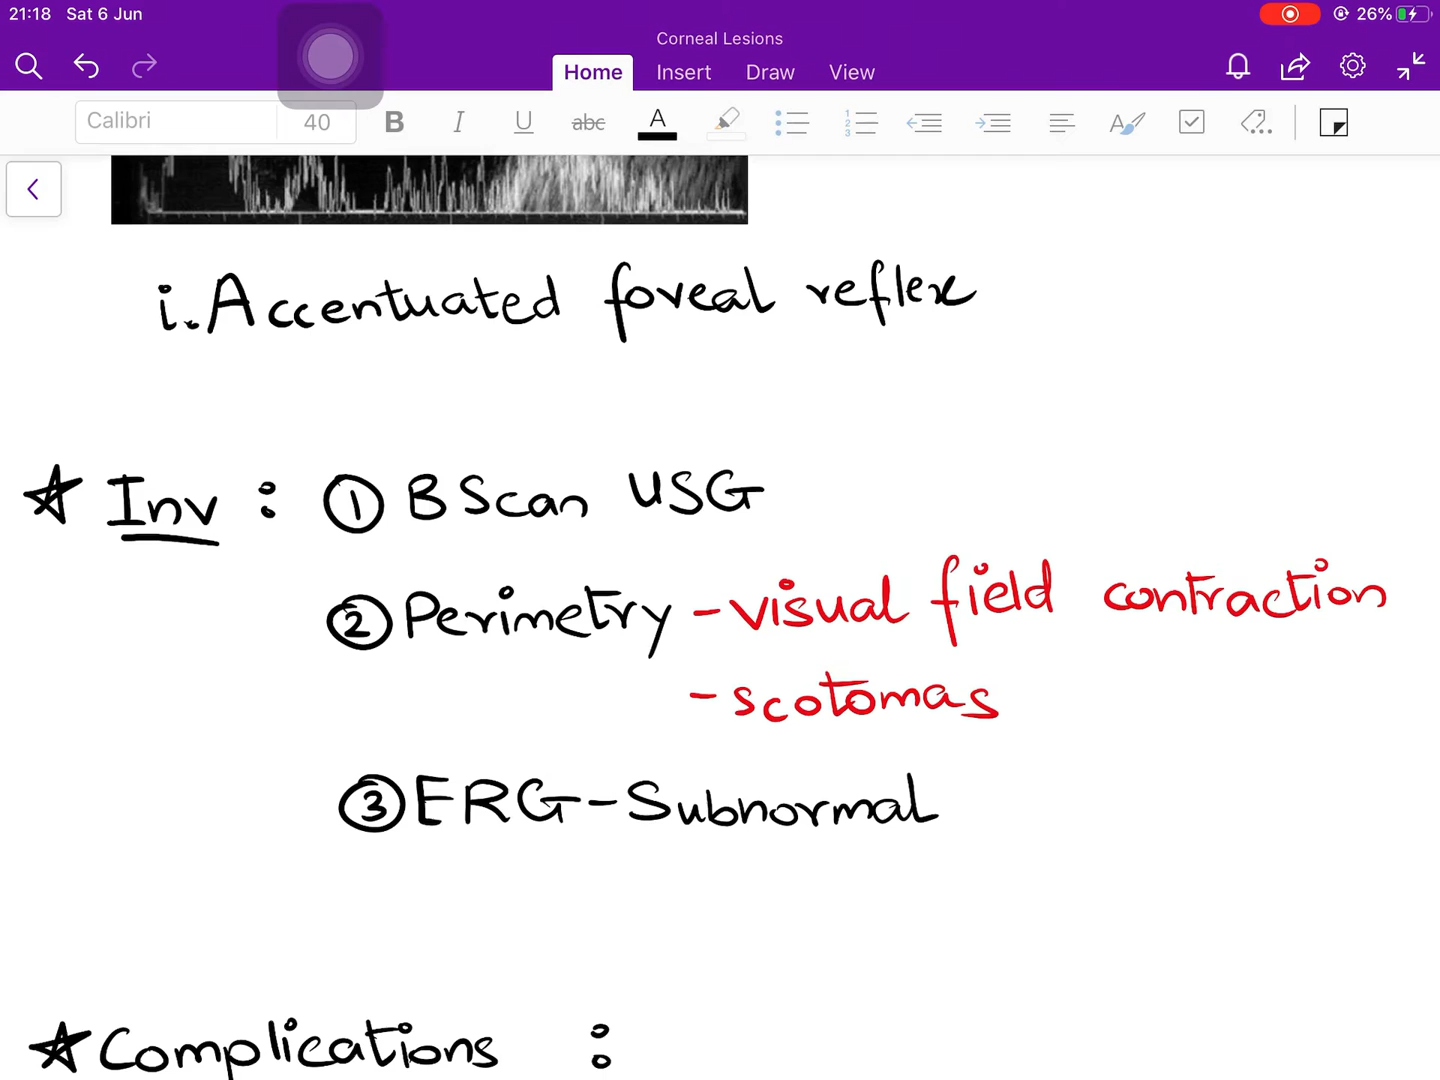 21:18 Sat 6 Jun 26%
Corneal Lesions
Home Insert Draw View
Calibri 40 B I U abc A A
i. Accentuated foveal reflex
☆ Inv : ① B Scan USG
② Perimetry - visual field contraction
- scotomas
③ ERG - Subnormal
☆ Complications :